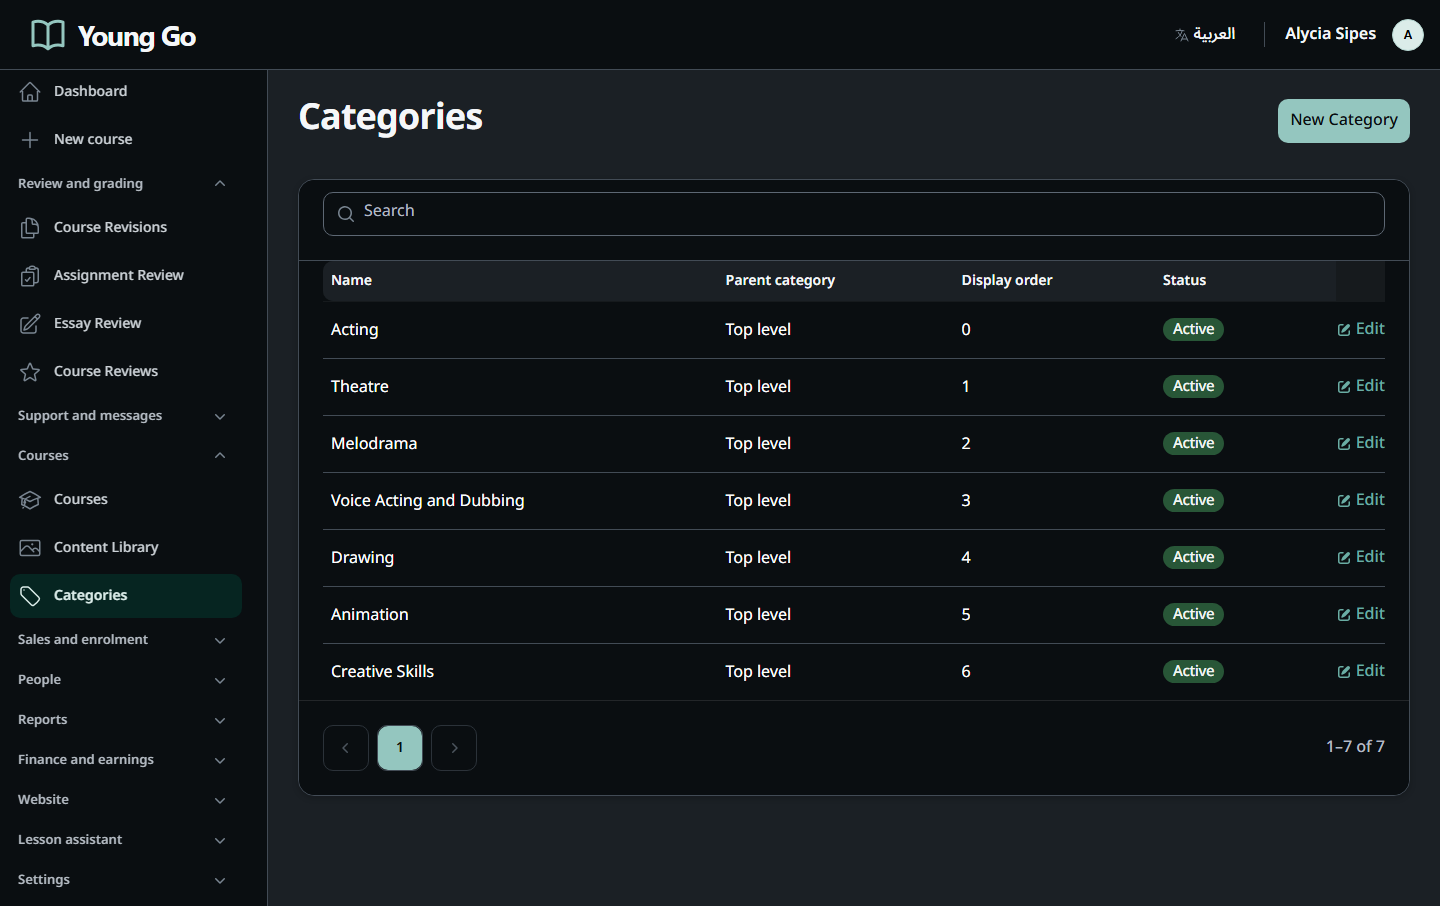 Young Go
العربية
Alycia Sipes
A
Dashboard
New course
Review and grading
Course Revisions
Assignment Review
Essay Review
Course Reviews
Support and messages
Courses
Courses
Content Library
Categories
Sales and enrolment
People
Reports
Finance and earnings
Website
Lesson assistant
Settings
Categories
New Category
Search
Name Parent category Display order Status
Acting Top level 0 Active Edit
Theatre Top level 1 Active Edit
Melodrama Top level 2 Active Edit
Voice Acting and Dubbing Top level 3 Active Edit
Drawing Top level 4 Active Edit
Animation Top level 5 Active Edit
Creative Skills Top level 6 Active Edit
1
1–7 of 7